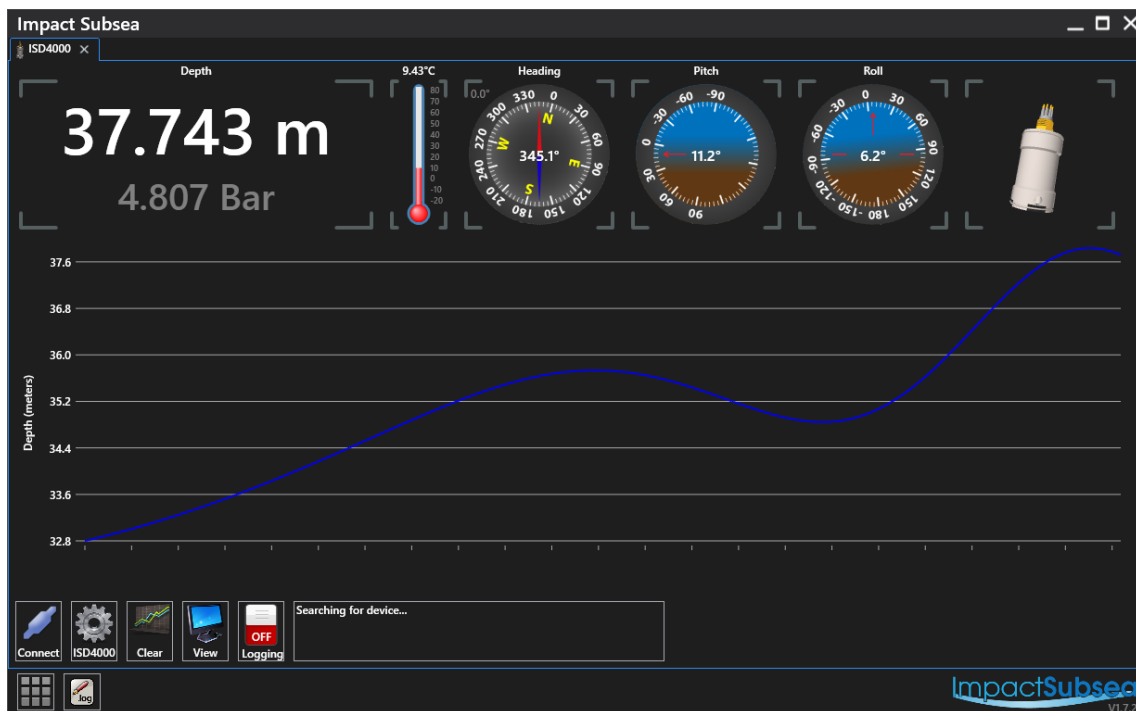 Impact Subsea
ISD4000
Depth
9.43°C
Heading
Pitch
Roll
37.743 m
4.807 Bar
80
70
60
50
40
30
20
10
0
-10
-20
0.0°
330 0 30 60 90 120 150 180 210 240 270 300
N E S W
345.1°
-90 -60 -30 0 30 60 90
11.2°
0 30 60 90 120 150 180 -150 -120 -90 -60 -30
6.2°
Depth (meters)
37.6
36.8
36.0
35.2
34.4
33.6
32.8
Connect
ISD4000
Clear
View
OFF
Logging
Searching for device...
.log
ImpactSubsea
V1.7.2